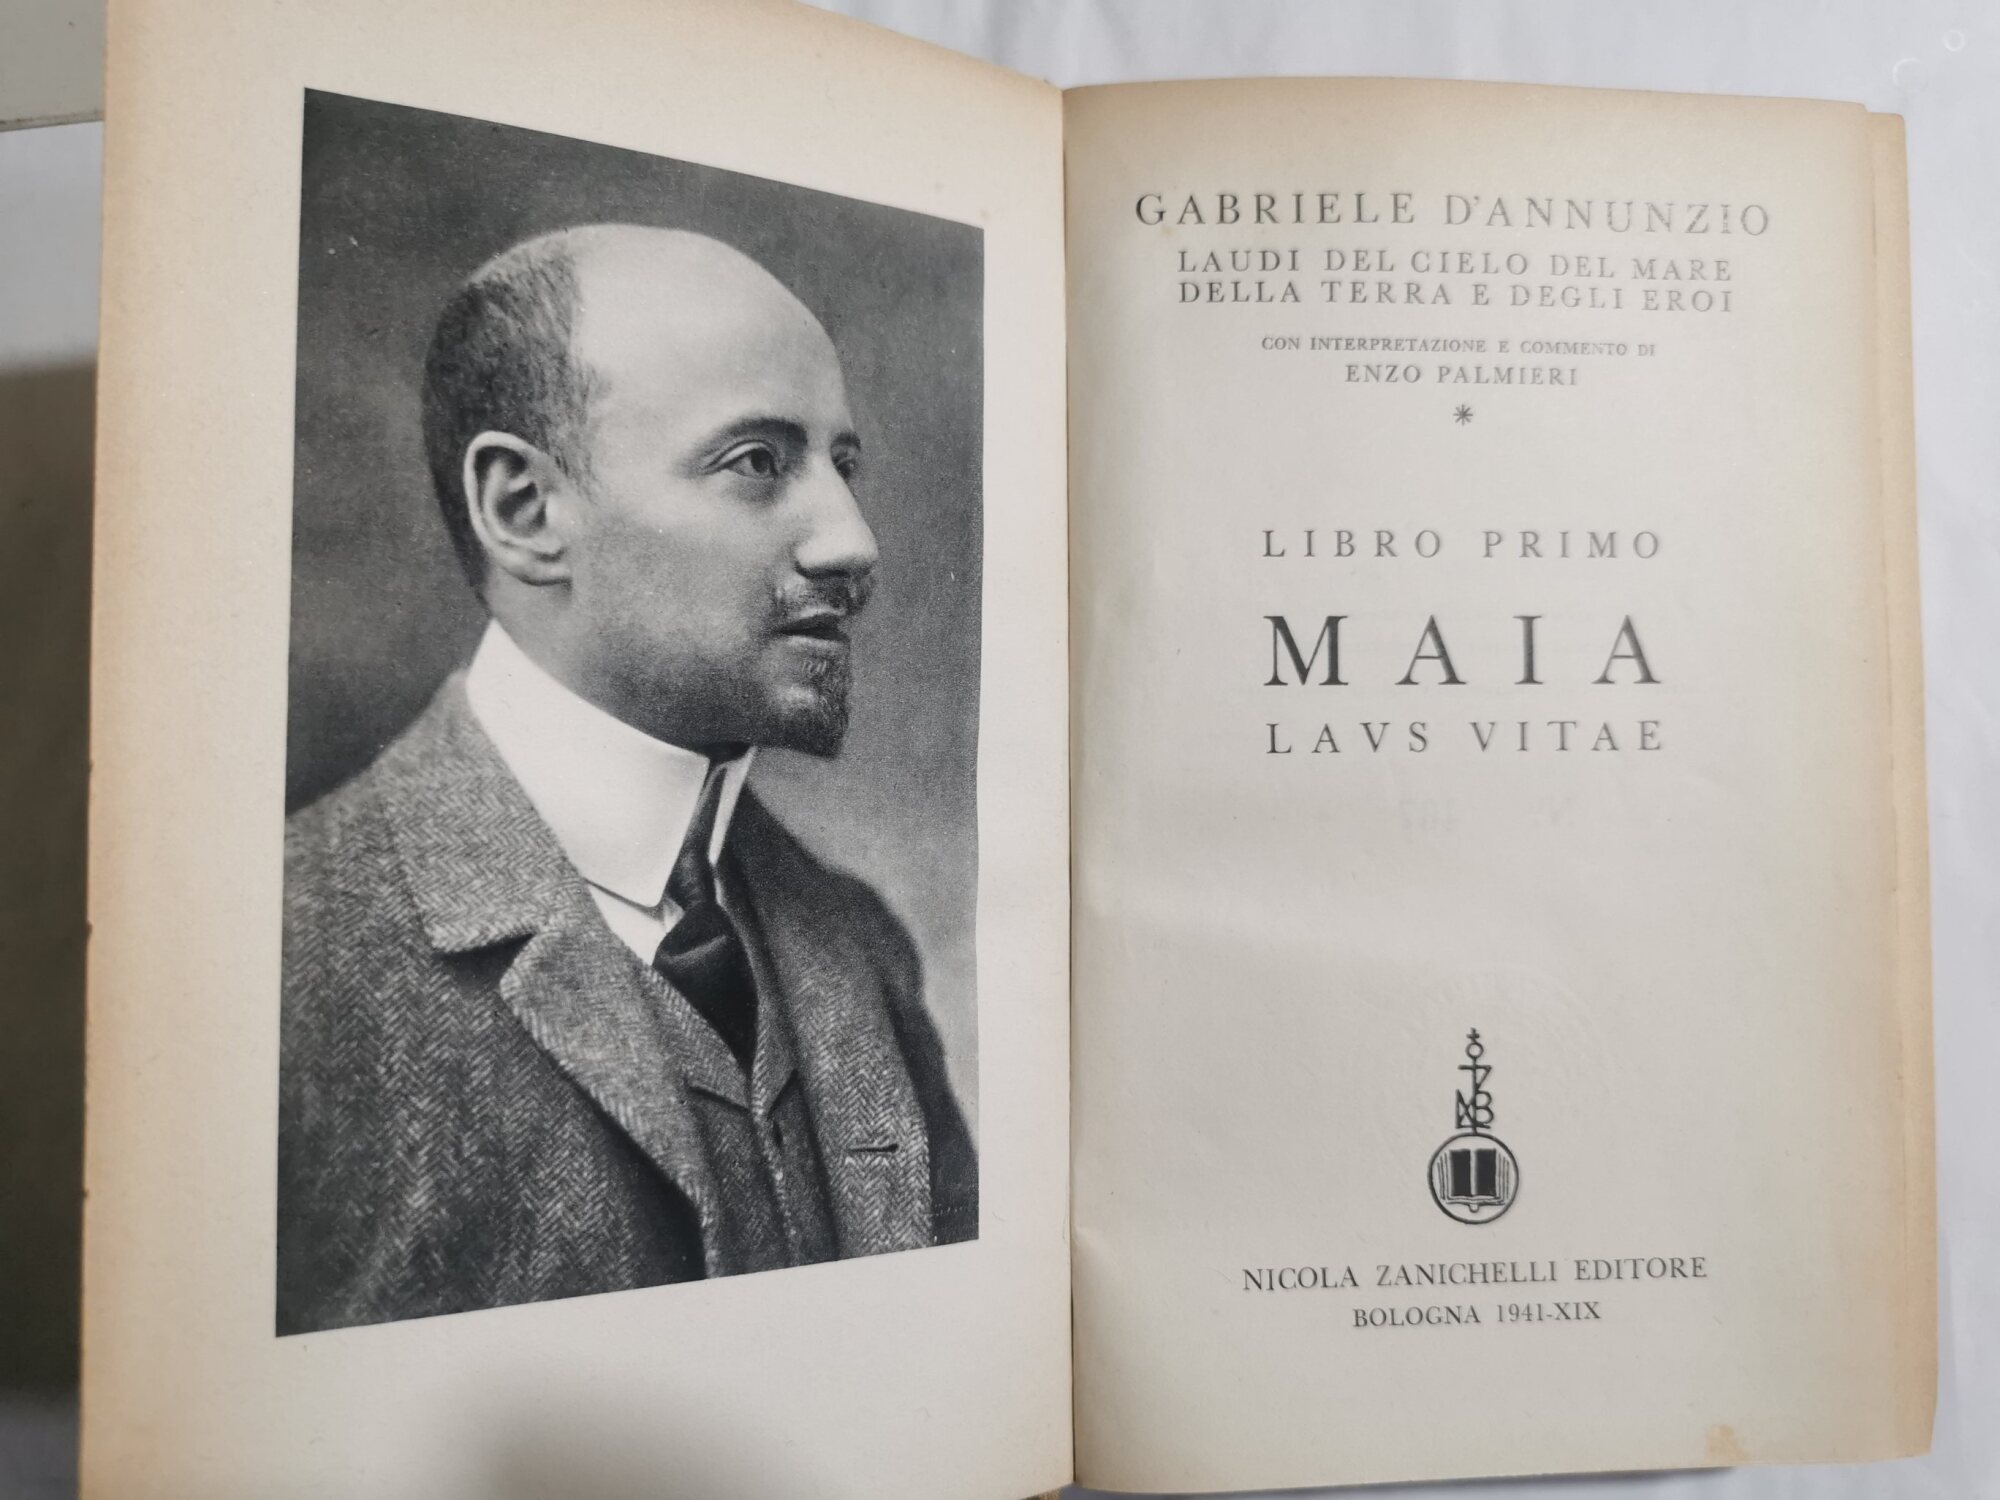 GABRIELE D'ANNUNZIO
LAUDI DEL CIELO DEL MARE
DELLA TERRA E DEGLI EROI
CON INTERPRETAZIONE E COMMENTO DI
ENZO PALMIERI
*
LIBRO PRIMO
MAIA
LAVS VITAE
NICOLA ZANICHELLI EDITORE
BOLOGNA 1941-XIX